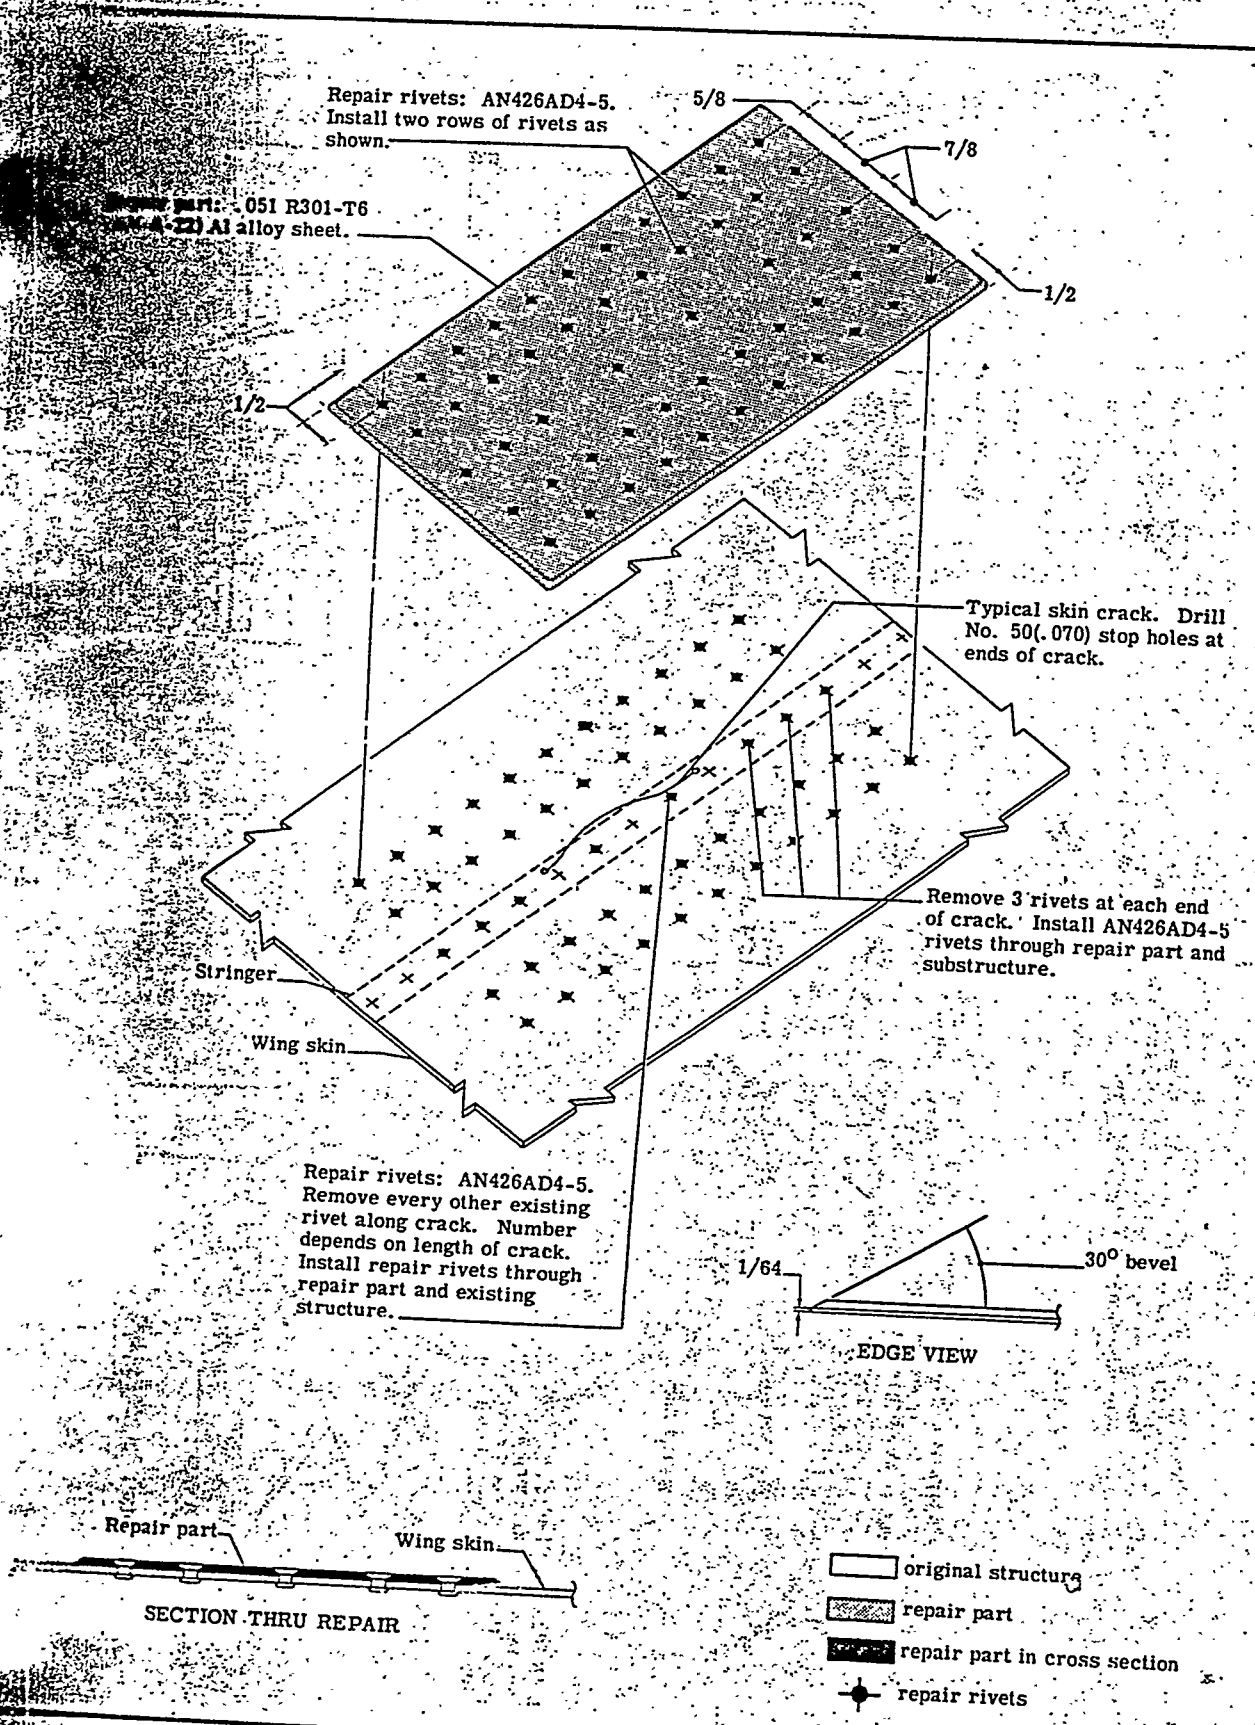 Repair rivets: AN426AD4-5.
Install two rows of rivets as
shown.
5/8
7/8
part: .051 R301-T6
Al alloy sheet.
1/2
1/2
Typical skin crack. Drill
No. 50(.070) stop holes at
ends of crack.
Remove 3 rivets at each end
of crack. Install AN426AD4-5
rivets through repair part and
substructure.
Stringer
Wing skin
Repair rivets: AN426AD4-5.
Remove every other existing
rivet along crack. Number
depends on length of crack.
Install repair rivets through
repair part and existing
structure.
1/64
30° bevel
EDGE VIEW
Repair part
Wing skin
SECTION THRU REPAIR
original structure
repair part
repair part in cross section
repair rivets